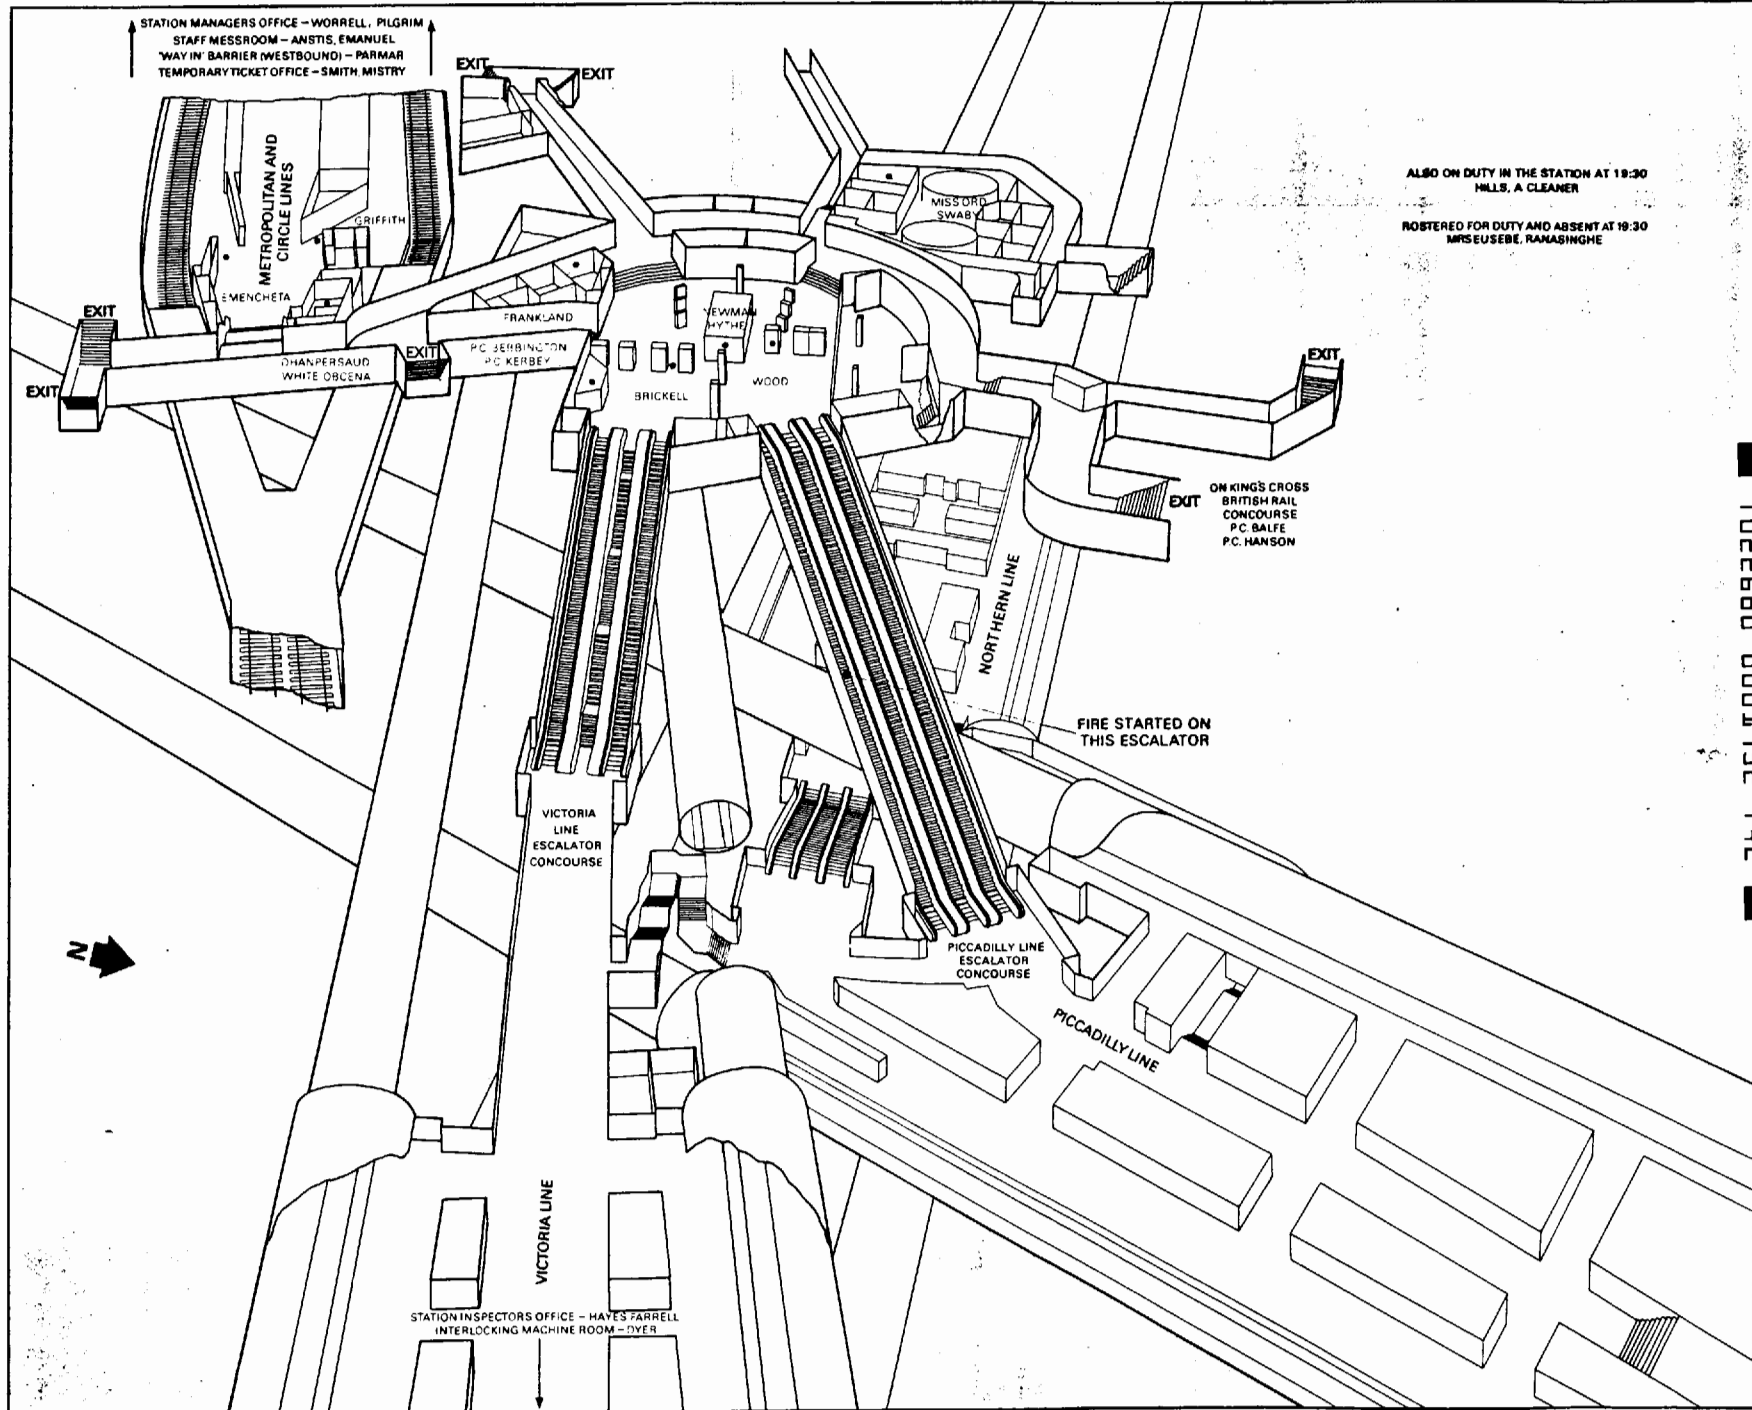 STATION MANAGERS OFFICE – WORRELL, PILGRIM
STAFF MESSROOM – ANSTIS, EMANUEL
'WAY IN' BARRIER (WESTBOUND) – PARMAR
TEMPORARY TICKET OFFICE – SMITH, MISTRY
EXIT
EXIT
METROPOLITAN AND
CIRCLE LINES
GRIFFITH
EMENCHETA
MISS ORD
SWABY
ALSO ON DUTY IN THE STATION AT 19:30
HILLS, A CLEANER
ROSTERED FOR DUTY AND ABSENT AT 19:30
MRS EUSEBE, RANASINGHE
EXIT
EXIT
DHANPERSAUD
WHITE OBCENA
EXIT
FRANKLAND
P.C. BEBBINGTON
P.C. KERBEY
NEWMAN
HYTHE
WOOD
BRICKELL
EXIT
EXIT
ON KING'S CROSS
BRITISH RAIL
CONCOURSE
P.C. BALFE
P.C. HANSON
NORTHERN LINE
FIRE STARTED ON
THIS ESCALATOR
VICTORIA
LINE
ESCALATOR
CONCOURSE
N
PICCADILLY LINE
ESCALATOR
CONCOURSE
PICCADILLY LINE
VICTORIA LINE
STATION INSPECTORS OFFICE – HAYES FARRELL
INTERLOCKING MACHINE ROOM – DYER